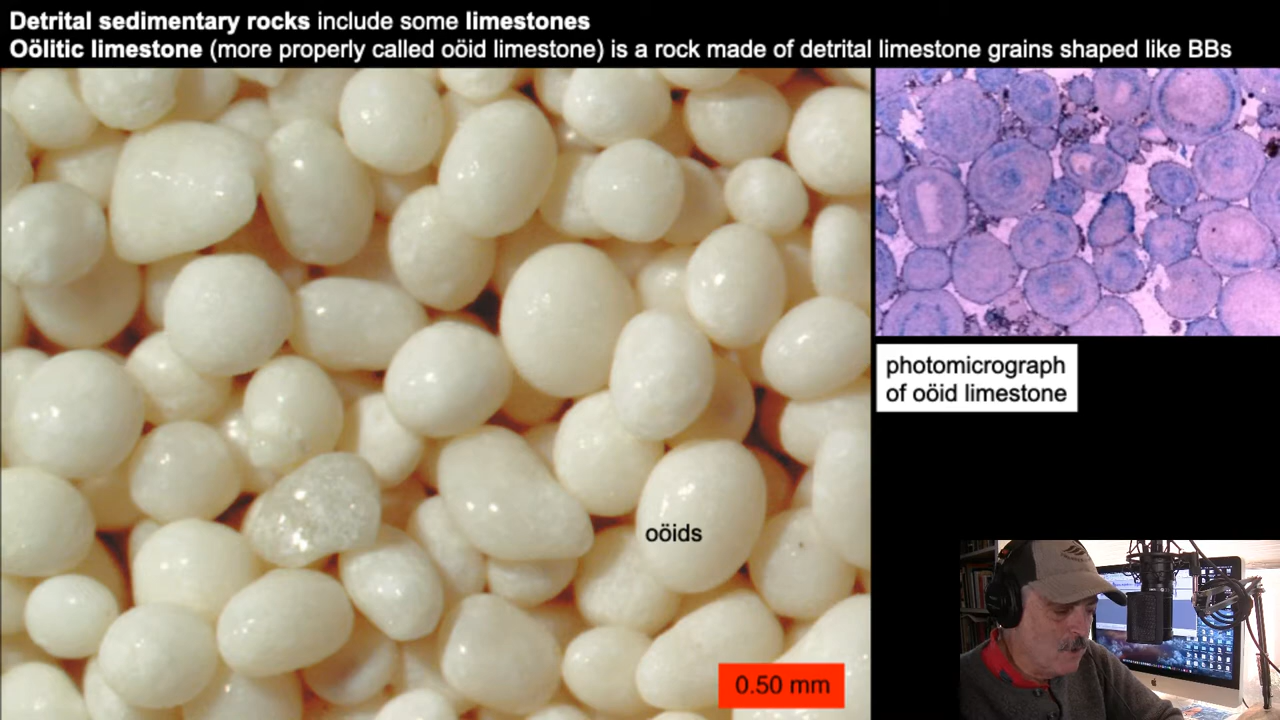 Detrital sedimentary rocks include some limestones
Oölitic limestone (more properly called oöid limestone) is a rock made of detrital limestone grains shaped like BBs
photomicrograph
of oöid limestone
oöids
0.50 mm